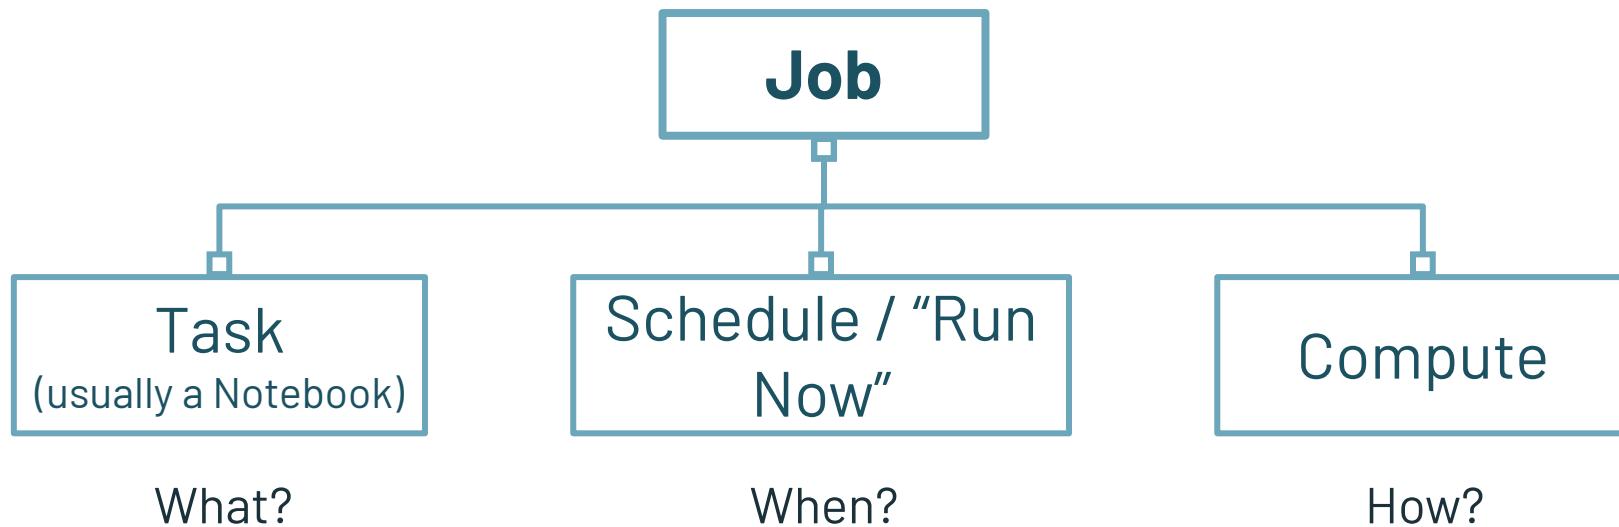 Job
Task
(usually a Notebook)
Schedule / “Run
Now”
Compute
What?
When?
How?